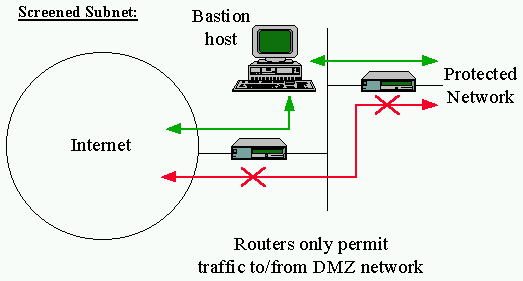 Screened Subnet:
Bastion
host
Protected
Network
Internet
Routers only permit
traffic to/from DMZ network